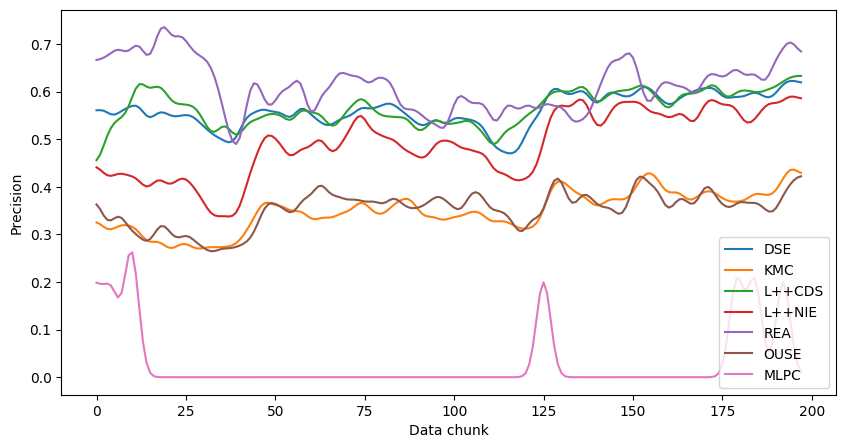 Precision
0.7
0.6
0.5
0.4
0.3
0.2
0.1
0.0
0
25
50
75
100
125
150
175
200
Data chunk
DSE
KMC
L++CDS
L++NIE
REA
OUSE
MLPC